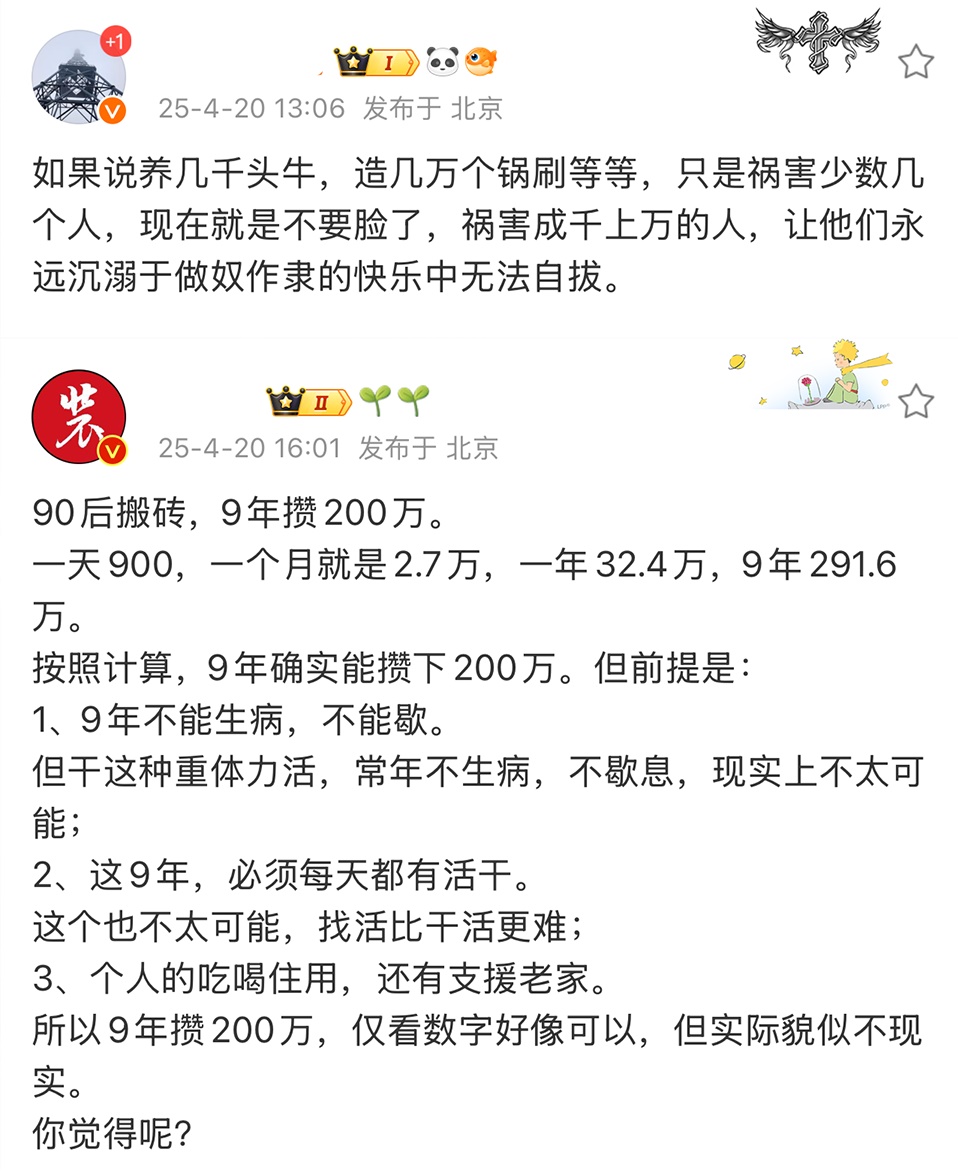 +1
I
25-4-20 13:06 发布于 北京
如果说养几千头牛，造几万个锅刷等等，只是祸害少数几
个人，现在就是不要脸了，祸害成千上万的人，让他们永
远沉溺于做奴作隶的快乐中无法自拔。
装
II
25-4-20 16:01 发布于 北京
90后搬砖，9年攒200万。
一天900，一个月就是2.7万，一年32.4万，9年291.6
万。
按照计算，9年确实能攒下200万。但前提是：
1、9年不能生病，不能歇。
但干这种重体力活，常年不生病，不歇息，现实上不太可
能；
2、这9年，必须每天都有活干。
这个也不太可能，找活比干活更难；
3、个人的吃喝住用，还有支援老家。
所以9年攒200万，仅看数字好像可以，但实际貌似不现
实。
你觉得呢？